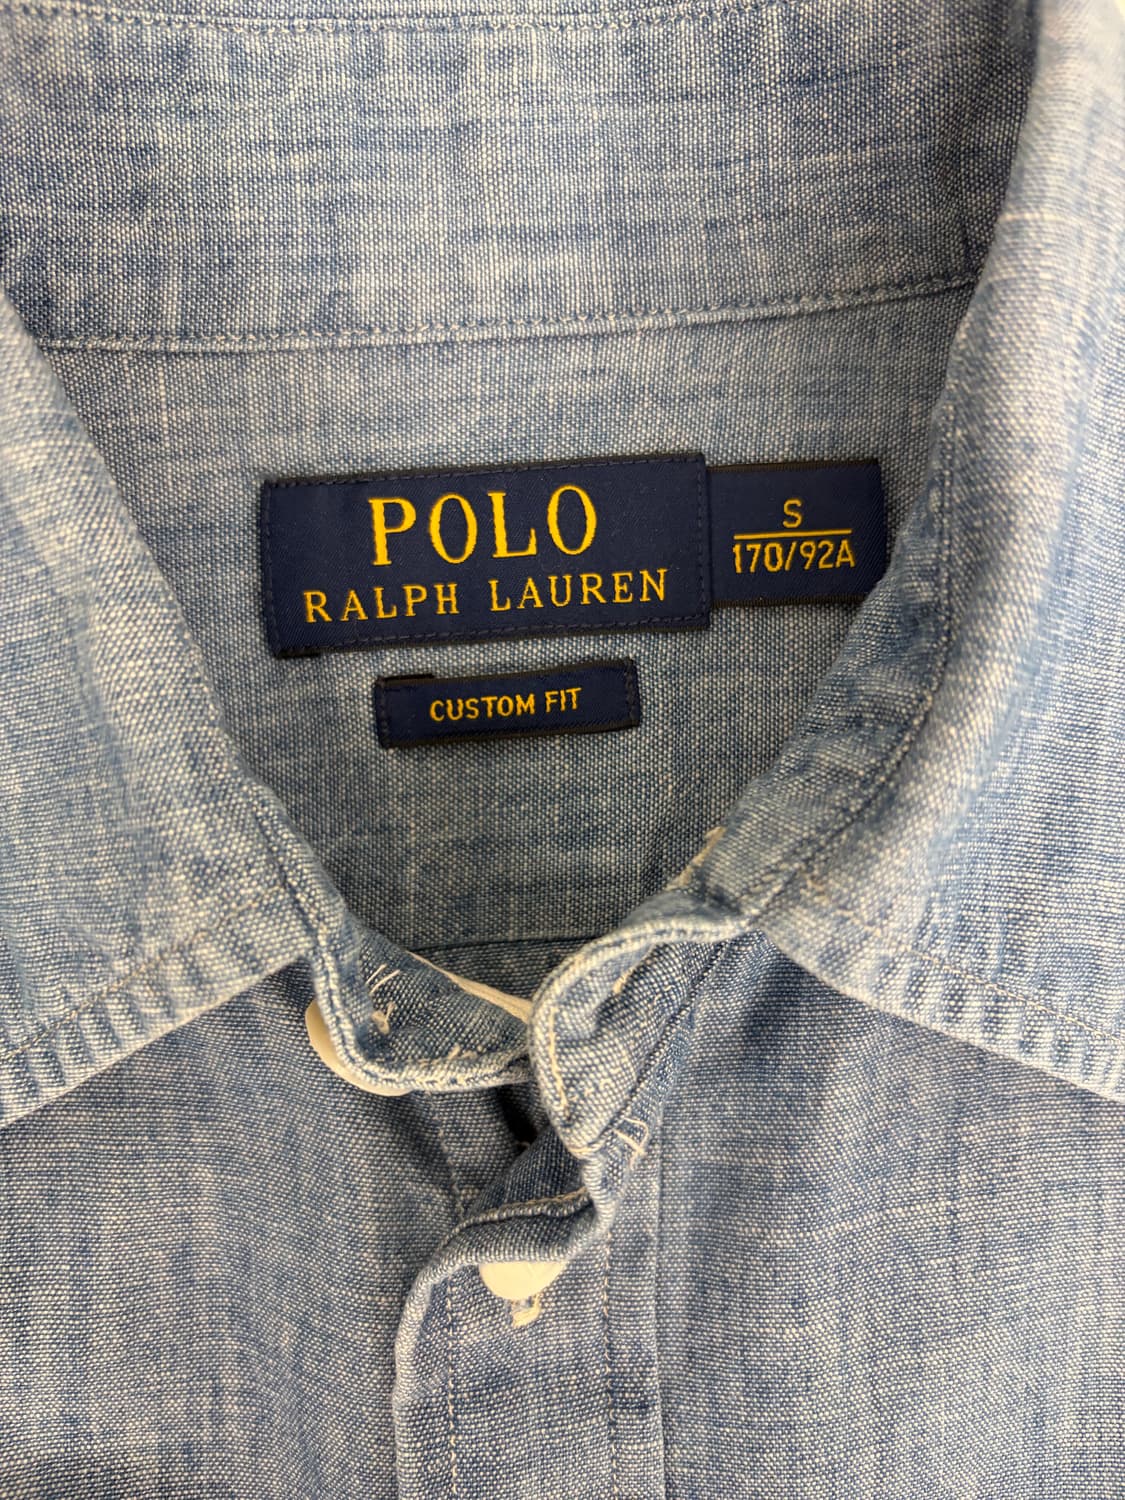 POLO
RALPH LAUREN
S
170/92A
CUSTOM FIT